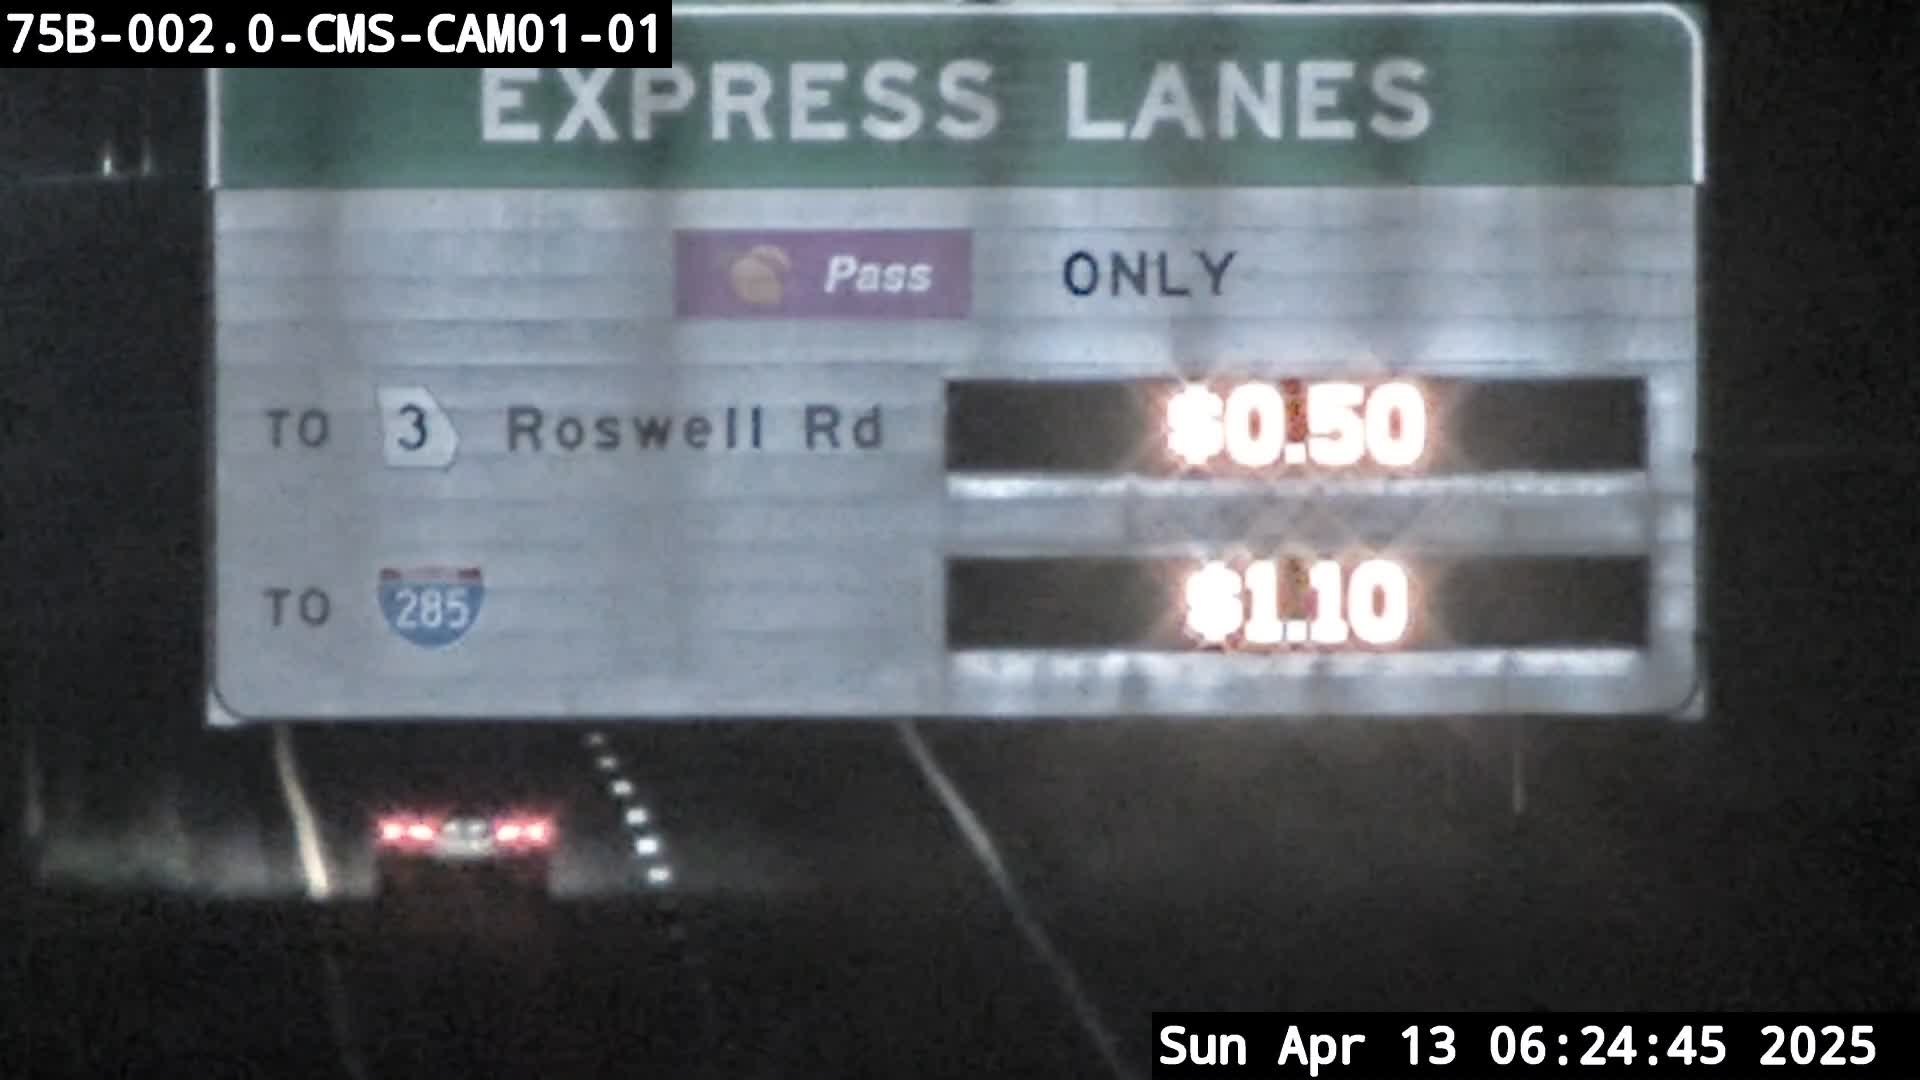 75B-002.0-CMS-CAM01-01
EXPRESS LANES
Pass ONLY
TO 3 Roswell Rd $0.50
TO 285 $1.10
Sun Apr 13 06:24:45 2025